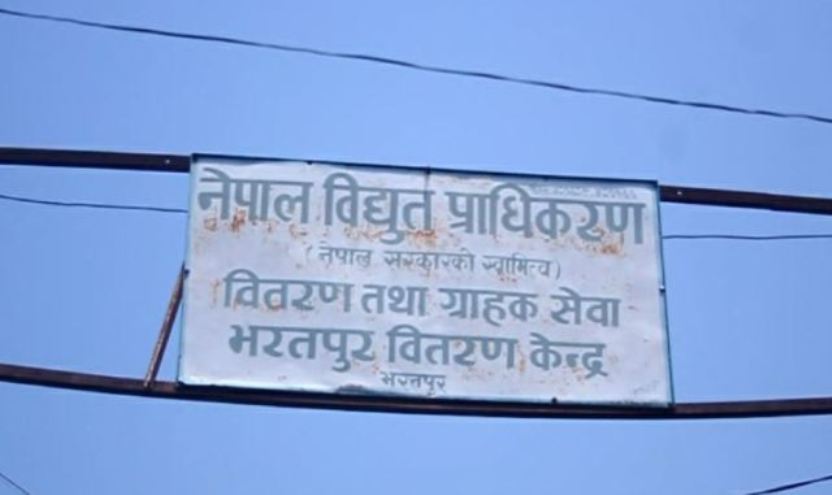 नेपाल विद्युत प्राधिकरण
(नेपाल सरकारको स्वामित्व)
वितरण तथा ग्राहक सेवा
भरतपुर वितरण केन्द्र
भरतपुर